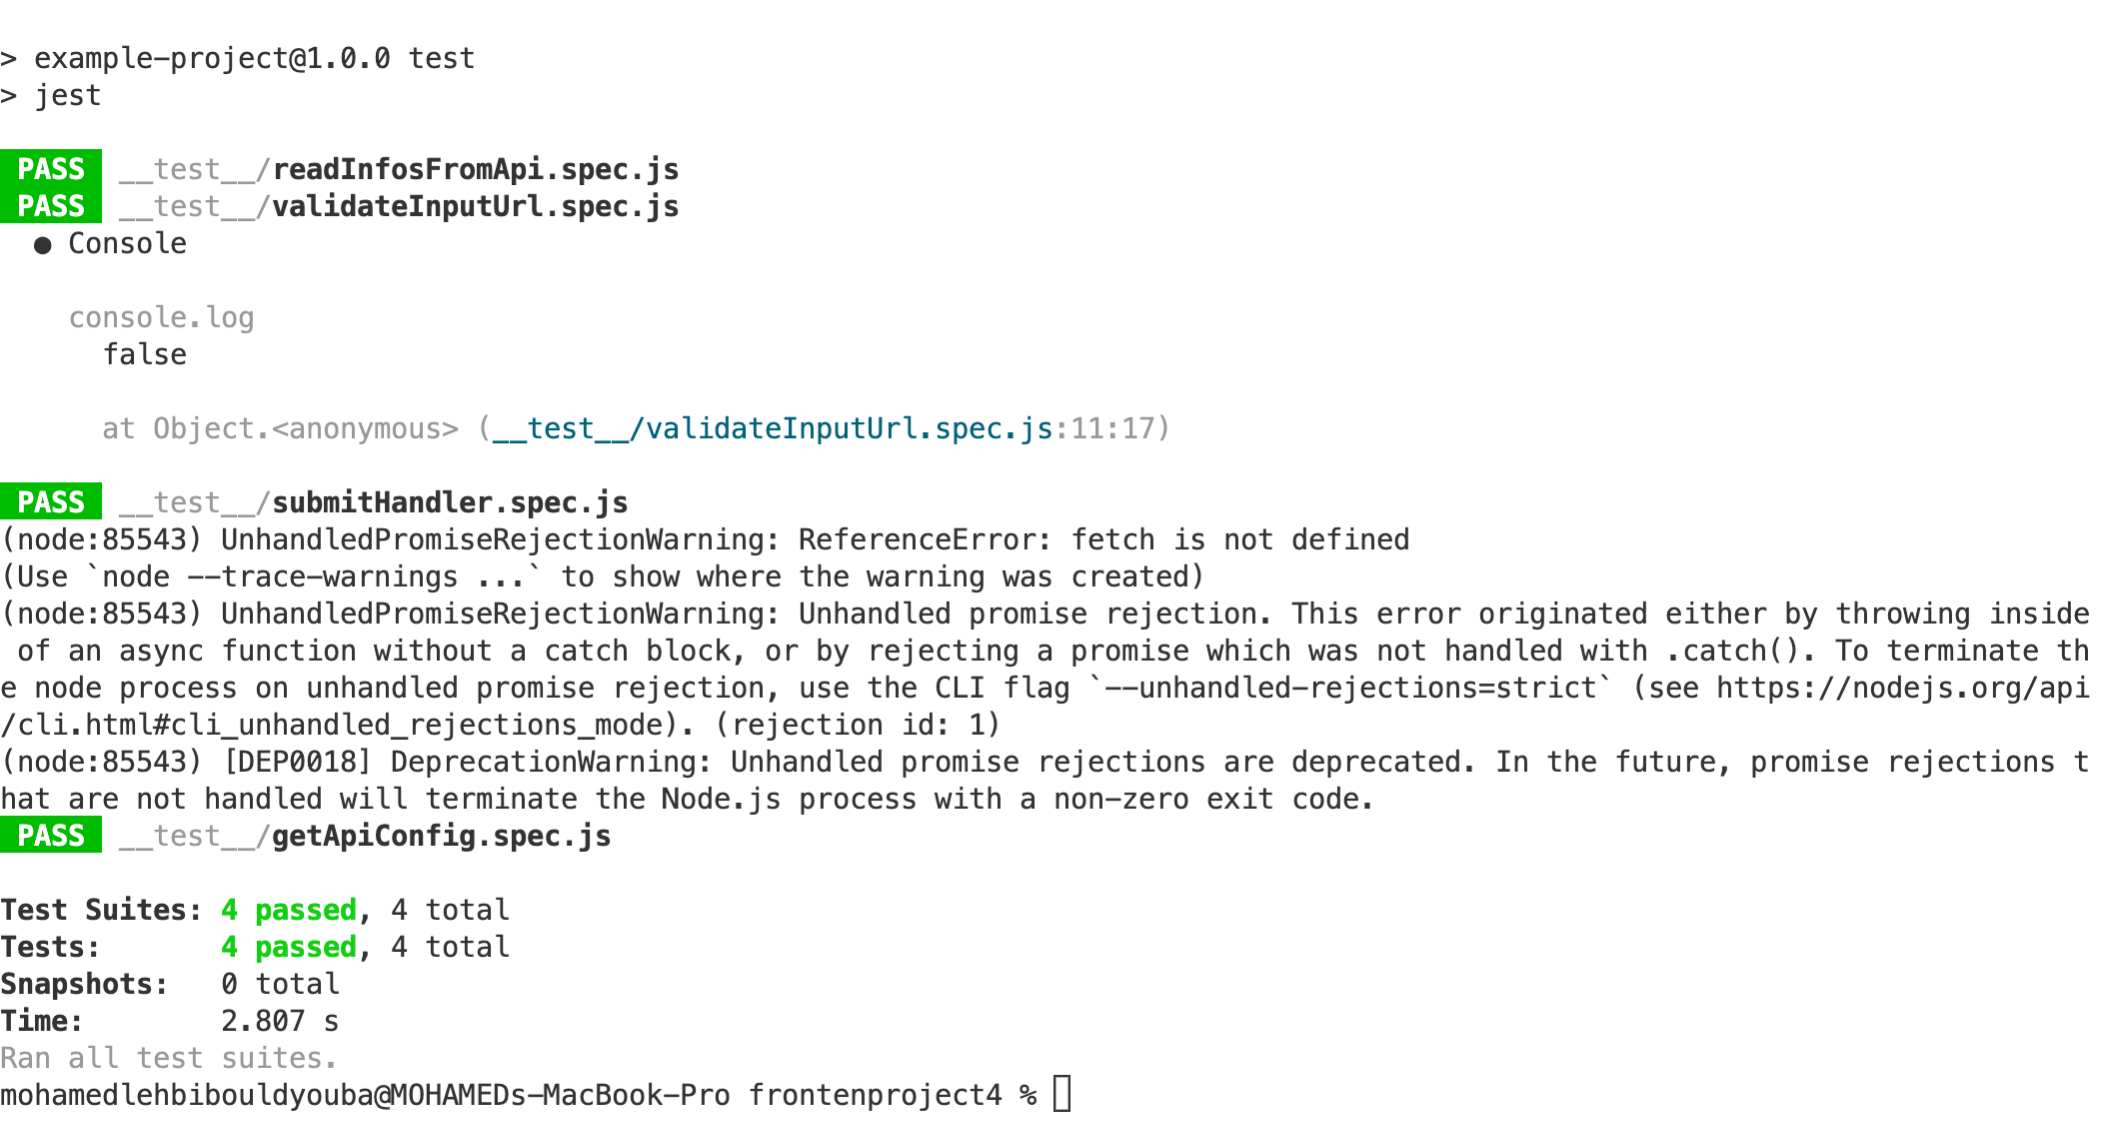 > example-project@1.0.0 test
> jest
PASS __test__/readInfosFromApi.spec.js
PASS __test__/validateInputUrl.spec.js
● Console
console.log
false
at Object.<anonymous> (__test__/validateInputUrl.spec.js:11:17)
PASS __test__/submitHandler.spec.js
(node:85543) UnhandledPromiseRejectionWarning: ReferenceError: fetch is not defined
(Use `node --trace-warnings ...` to show where the warning was created)
(node:85543) UnhandledPromiseRejectionWarning: Unhandled promise rejection. This error originated either by throwing inside
 of an async function without a catch block, or by rejecting a promise which was not handled with .catch(). To terminate th
e node process on unhandled promise rejection, use the CLI flag `--unhandled-rejections=strict` (see https://nodejs.org/api
/cli.html#cli_unhandled_rejections_mode). (rejection id: 1)
(node:85543) [DEP0018] DeprecationWarning: Unhandled promise rejections are deprecated. In the future, promise rejections t
hat are not handled will terminate the Node.js process with a non-zero exit code.
PASS __test__/getApiConfig.spec.js
Test Suites: 4 passed, 4 total
Tests: 4 passed, 4 total
Snapshots: 0 total
Time: 2.807 s
Ran all test suites.
mohamedlehbibouldyouba@MOHAMEDs-MacBook-Pro frontenproject4 %